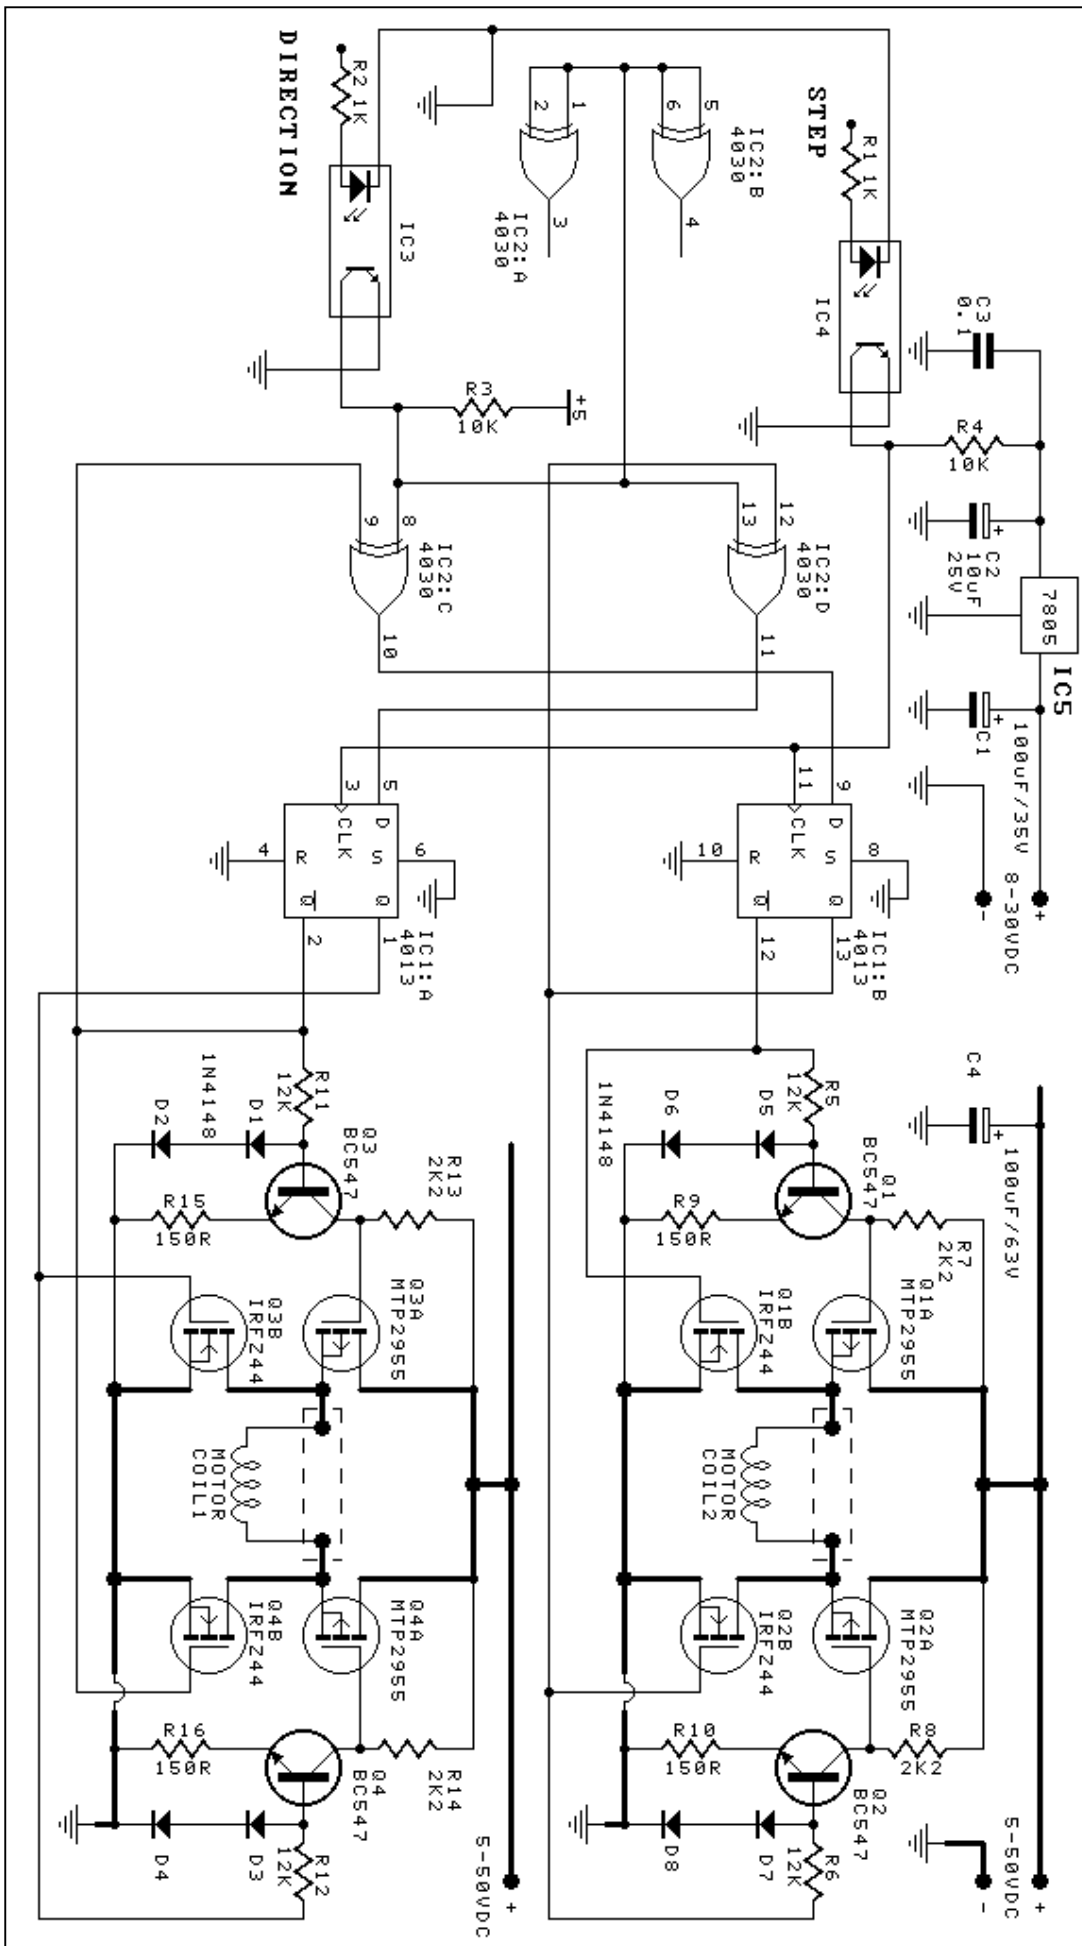 DIRECTION
R2 1K
IC3
2
1
3
IC2:A
4030
6
5
4
IC2:B
4030
STEP
R1 1K
IC4
C3
0.1
R3
10K
+5
R4
10K
C2
10uF
25V
+
7805
IC5
C1
100uF/35V
+
8-30VDC
+
-
9
8
10
IC2:C
4030
13
12
11
IC2:D
4030
3
5
CLK
D
S
R
Q
Q
4
6
2
1
IC1:A
4013
11
9
CLK
D
S
R
Q
Q
10
8
12
13
IC1:B
4013
C4
100uF/63V
+
R11
12K
1N4148
D2
D1
Q3
BC547
R13
2K2
R15
150R
Q3B
IRFZ44
Q3A
MTP2955
MOTOR
COIL1
Q4B
IRFZ44
Q4A
MTP2955
R16
150R
Q4
BC547
R14
2K2
D4
D3
R12
12K
5-50VDC
+
R5
12K
1N4148
D6
D5
Q1
BC547
R7
2K2
R9
150R
Q1B
IRFZ44
Q1A
MTP2955
MOTOR
COIL2
Q2B
IRFZ44
Q2A
MTP2955
R10
150R
Q2
BC547
R8
2K2
D8
D7
R6
12K
5-50VDC
+
-